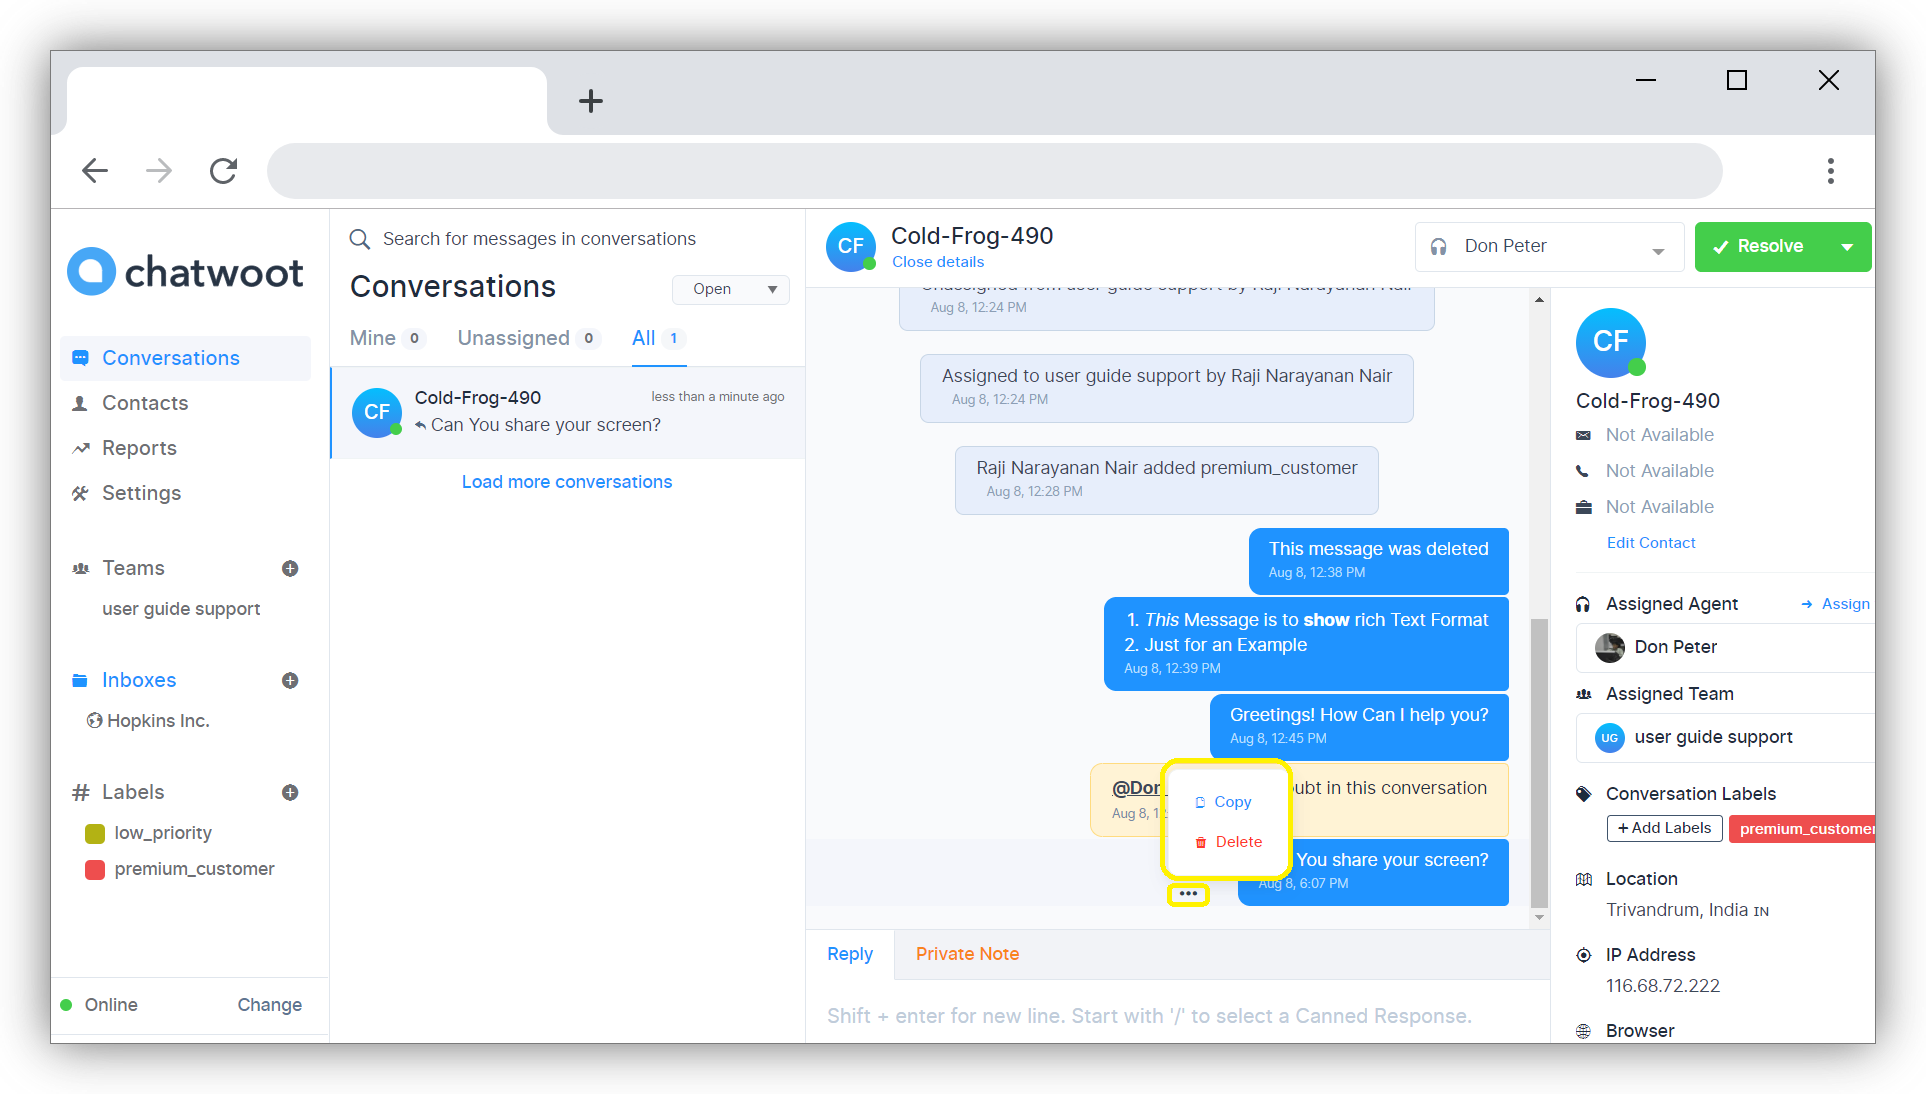 chatwoot
Conversations
Contacts
Reports
Settings
Teams
user guide support
Inboxes
Hopkins Inc.
Labels
low_priority
premium_customer
Online Change
Search for messages in conversations
Conversations Open
Mine 0 Unassigned 0 All 1
CF Cold-Frog-490 less than a minute ago
Can You share your screen?
Load more conversations
CF Cold-Frog-490
Close details
Don Peter
Resolve
Unassigned from user guide support by Raji Narayanan Nair
Aug 8, 12:24 PM
Assigned to user guide support by Raji Narayanan Nair
Aug 8, 12:24 PM
Raji Narayanan Nair added premium_customer
Aug 8, 12:28 PM
This message was deleted
Aug 8, 12:38 PM
1. This Message is to show rich Text Format
2. Just for an Example
Aug 8, 12:39 PM
Greetings! How Can I help you?
Aug 8, 12:45 PM
@Don in this conversation
Aug 8,
Copy
Delete
You share your screen?
Aug 8, 6:07 PM
Reply Private Note
Shift + enter for new line. Start with '/' to select a Canned Response.
CF
Cold-Frog-490
Not Available
Not Available
Not Available
Edit Contact
Assigned Agent Assign
Don Peter
Assigned Team
UG user guide support
Conversation Labels
+ Add Labels premium_customer
Location
Trivandrum, India IN
IP Address
116.68.72.222
Browser